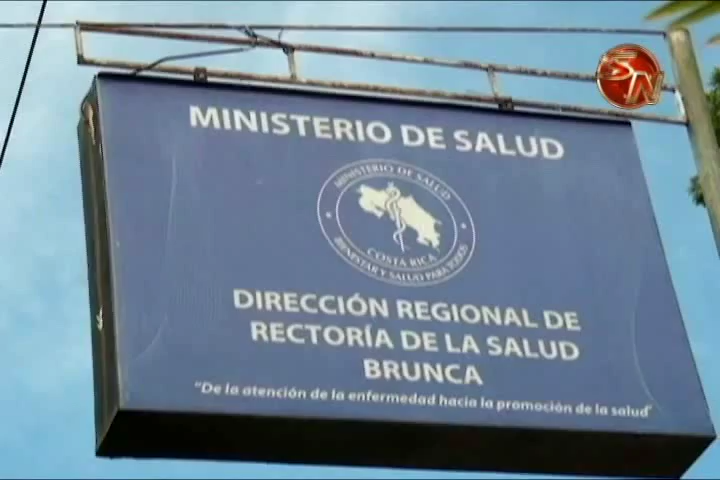 SN
MINISTERIO DE SALUD
MINISTERIO DE SALUD
COSTA RICA
BIENESTAR Y SALUD PARA TODOS
DIRECCIÓN REGIONAL DE
RECTORÍA DE LA SALUD
BRUNCA
"De la atención de la enfermedad hacia la promoción de la salud"